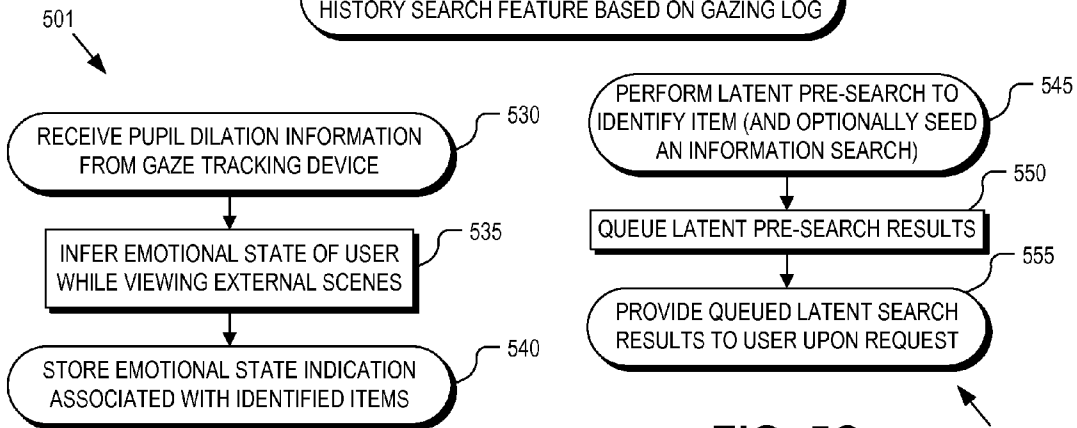 HISTORY SEARCH FEATURE BASED ON GAZING LOG
501
RECEIVE PUPIL DILATION INFORMATION
FROM GAZE TRACKING DEVICE
530
INFER EMOTIONAL STATE OF USER
WHILE VIEWING EXTERNAL SCENES
535
STORE EMOTIONAL STATE INDICATION
ASSOCIATED WITH IDENTIFIED ITEMS
540
PERFORM LATENT PRE-SEARCH TO
IDENTIFY ITEM (AND OPTIONALLY SEED
AN INFORMATION SEARCH)
545
QUEUE LATENT PRE-SEARCH RESULTS
550
PROVIDE QUEUED LATENT SEARCH
RESULTS TO USER UPON REQUEST
555